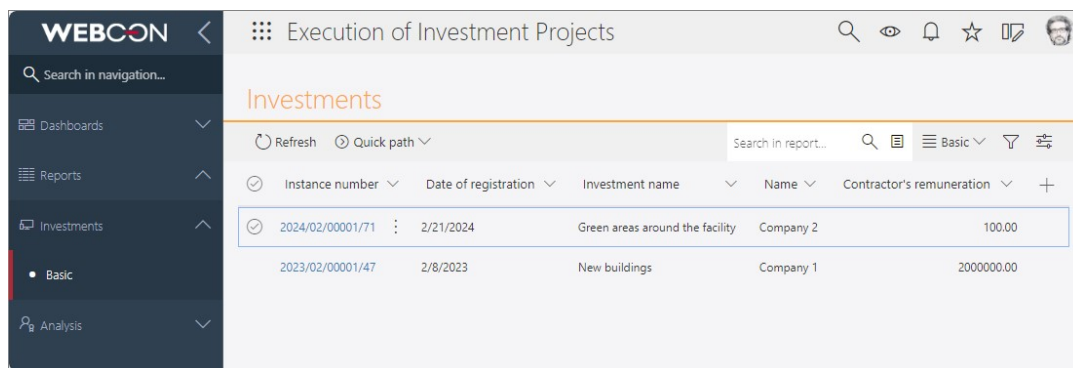 WEBCON
Execution of Investment Projects
Search in navigation...
Dashboards
Reports
Investments
Basic
Analysis
Investments
Refresh Quick path
Search in report... Basic
Instance number Date of registration Investment name Name Contractor's remuneration
2024/02/00001/71 2/21/2024 Green areas around the facility Company 2 100.00
2023/02/00001/47 2/8/2023 New buildings Company 1 2000000.00